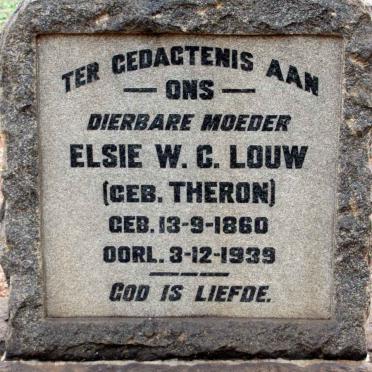 TER GEDAGTENIS AAN
— ONS —
DIERBARE MOEDER
ELSIE W. C. LOUW
(GEB. THERON)
GEB. 13-9-1860
OORL. 3-12-1939
GOD IS LIEFDE.